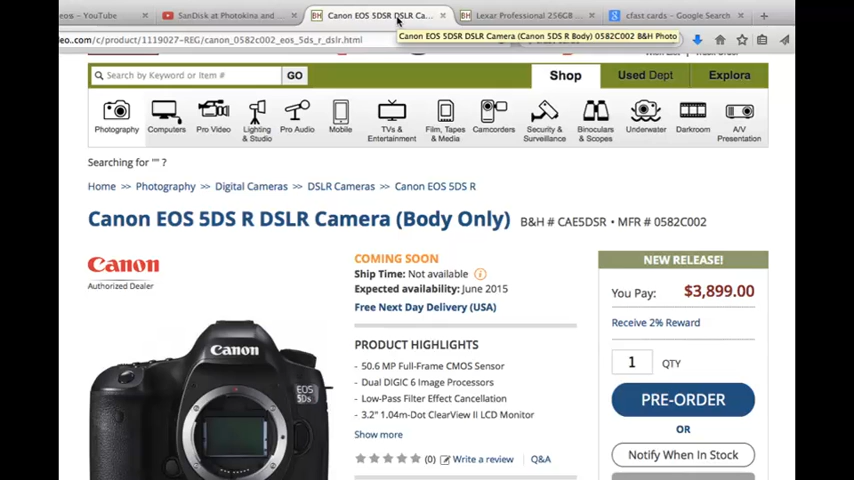 eos – YouTube
SanDisk at Photokina and ...
Canon EOS 5DSR DSLR Ca...
Lexar Professional 256GB ...
cfast cards – Google Search
eo.com/c/product/1119027-REG/canon_0582c002_eos_5ds_r_dslr.html
Canon EOS 5DSR DSLR Camera (Canon 5DS R Body) 0582C002 B&H Photo
Search by Keyword or Item #
GO
Shop
Used Dept
Explora
Photography
Computers
Pro Video
Lighting
& Studio
Pro Audio
Mobile
TVs &
Entertainment
Film, Tapes
& Media
Camcorders
Security &
Surveillance
Binoculars
& Scopes
Underwater
Darkroom
A/V
Presentation
Searching for "" ?
Home >> Photography >> Digital Cameras >> DSLR Cameras >> Canon EOS 5DS R
Canon EOS 5DS R DSLR Camera (Body Only) B&H # CAE5DSR • MFR # 0582C002
Canon
Authorized Dealer
Canon
EOS
5Ds
COMING SOON
Ship Time: Not available
Expected availability: June 2015
Free Next Day Delivery (USA)
PRODUCT HIGHLIGHTS
- 50.6 MP Full-Frame CMOS Sensor
- Dual DIGIC 6 Image Processors
- Low-Pass Filter Effect Cancellation
- 3.2" 1.04m-Dot ClearView II LCD Monitor
Show more
(0) Write a review Q&A
NEW RELEASE!
You Pay: $3,899.00
Receive 2% Reward
1 QTY
PRE-ORDER
OR
Notify When In Stock